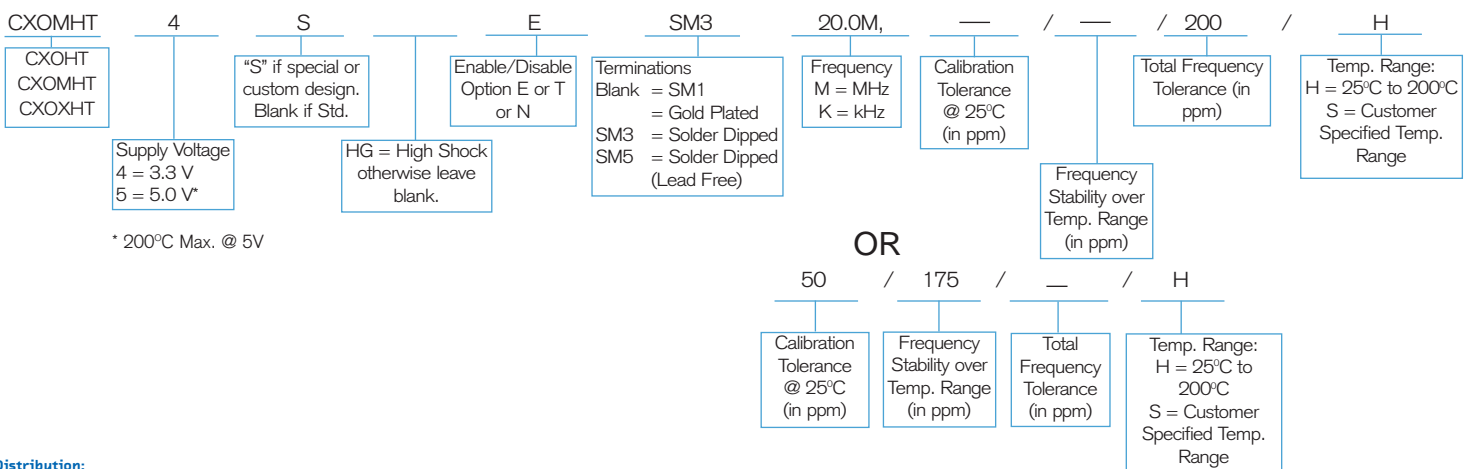 CXOMHT 4 S E SM3 20.0M, — / — / 200 / H
CXOHT
CXOMHT
CXOXHT
Supply Voltage
4 = 3.3 V
5 = 5.0 V*
* 200ºC Max. @ 5V
“S” if special or
custom design.
Blank if Std.
HG = High Shock
otherwise leave
blank.
Enable/Disable
Option E or T
or N
Terminations
Blank = SM1
= Gold Plated
SM3 = Solder Dipped
SM5 = Solder Dipped
(Lead Free)
Frequency
M = MHz
K = kHz
Calibration
Tolerance
@ 25ºC
(in ppm)
Frequency
Stability over
Temp. Range
(in ppm)
Total Frequency
Tolerance (in
ppm)
Temp. Range:
H = 25ºC to 200ºC
S = Customer
Specified Temp.
Range
OR
50 / 175 / — / H
Calibration
Tolerance
@ 25ºC
(in ppm)
Frequency
Stability over
Temp. Range
(in ppm)
Total
Frequency
Tolerance
(in ppm)
Temp. Range:
H = 25ºC to
200ºC
S = Customer
Specified Temp.
Range
Distribution: